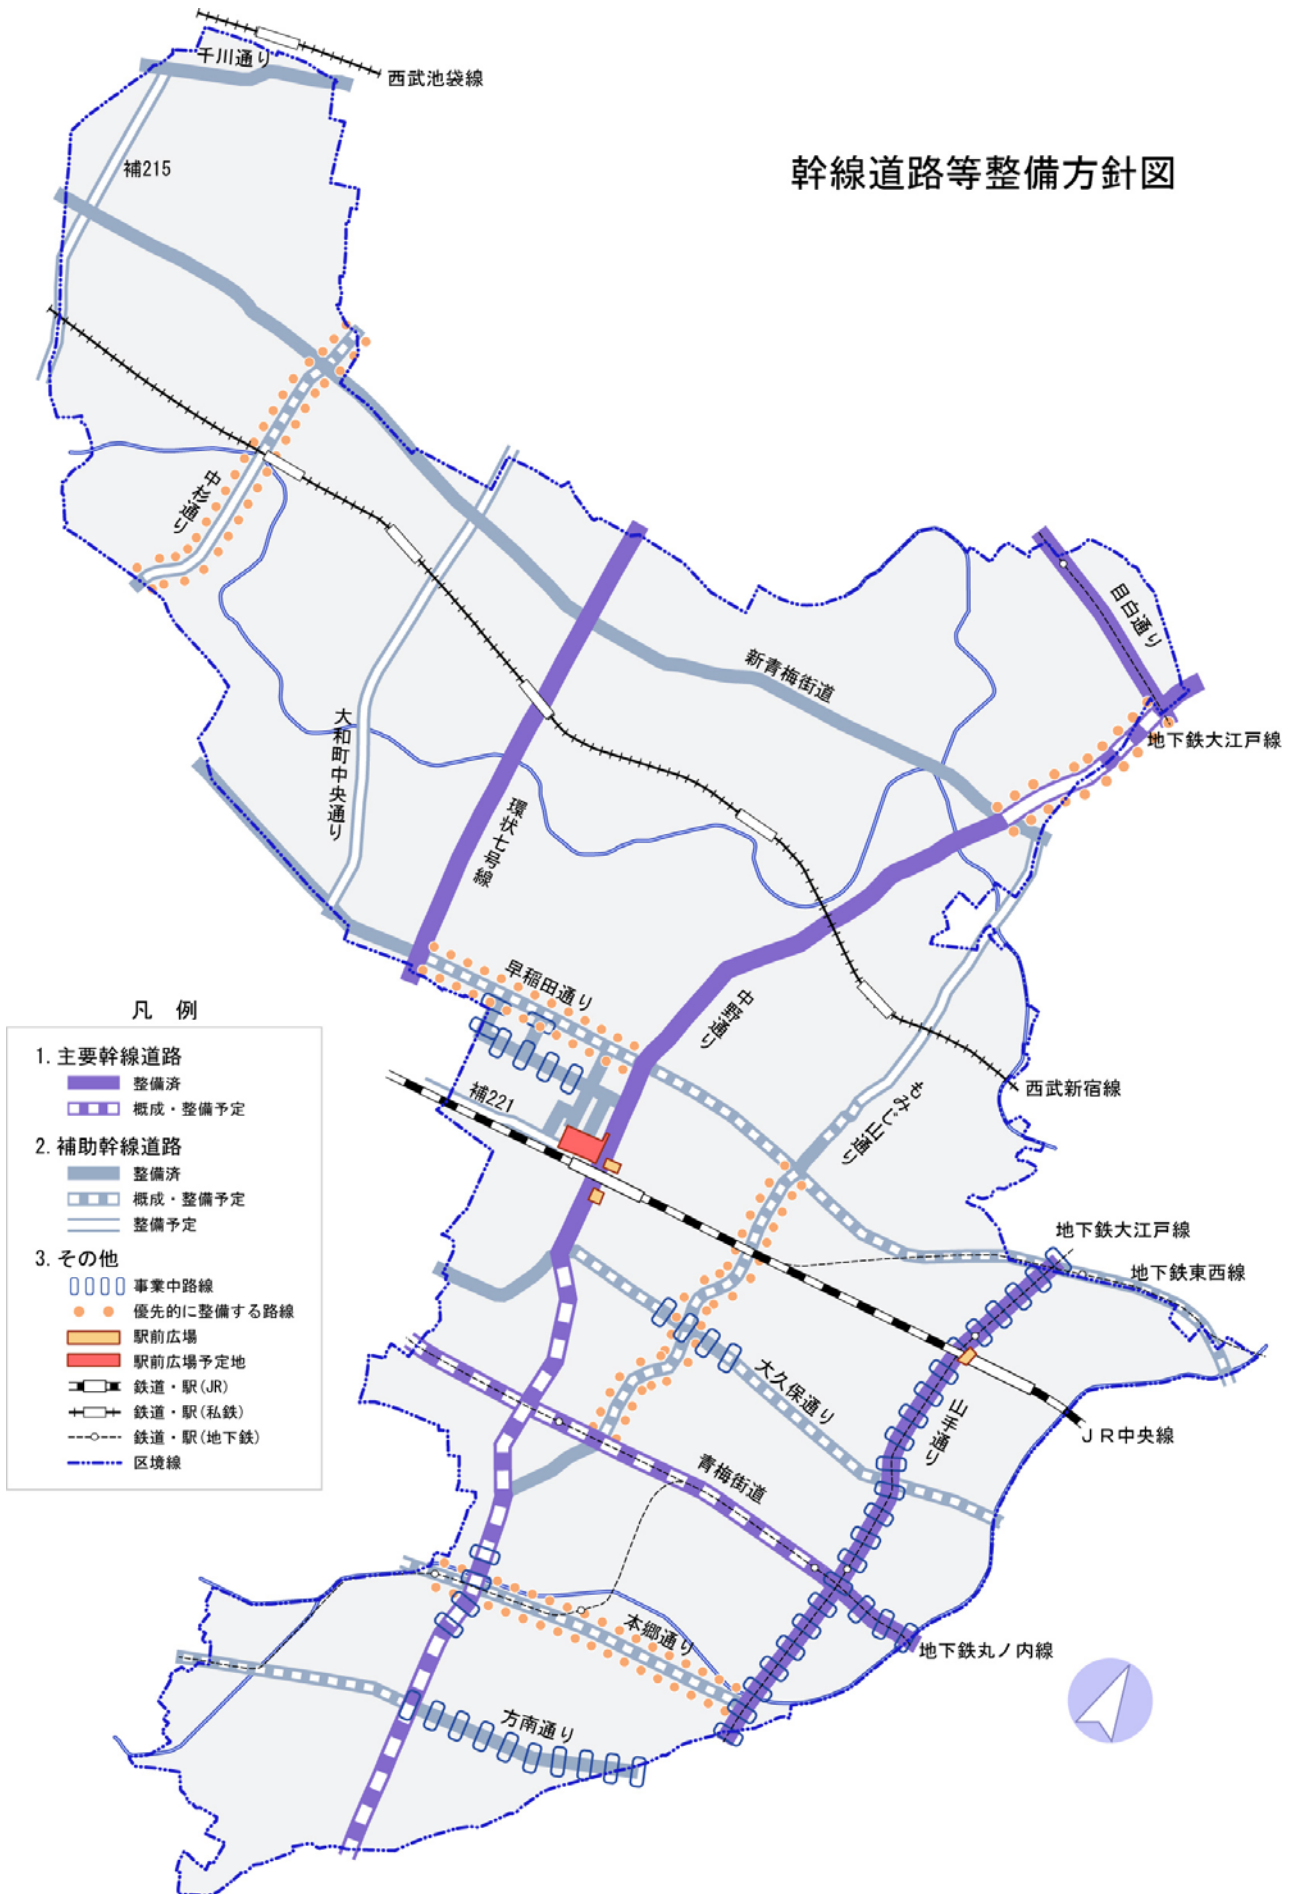 千川通り
西武池袋線
幹線道路等整備方針図
補215
中杉通り
目白通り
新青梅街道
大和町中央通り
地下鉄大江戸線
環状七号線
早稲田通り
中野通り
補221
もみじ山通り
西武新宿線
地下鉄大江戸線
地下鉄東西線
大久保通り
山手通り
JR中央線
青梅街道
本郷通り
地下鉄丸ノ内線
方南通り
凡 例
1. 主要幹線道路
整備済
概成・整備予定
2. 補助幹線道路
整備済
概成・整備予定
整備予定
3. その他
事業中路線
優先的に整備する路線
駅前広場
駅前広場予定地
鉄道・駅(JR)
鉄道・駅(私鉄)
鉄道・駅(地下鉄)
区境線